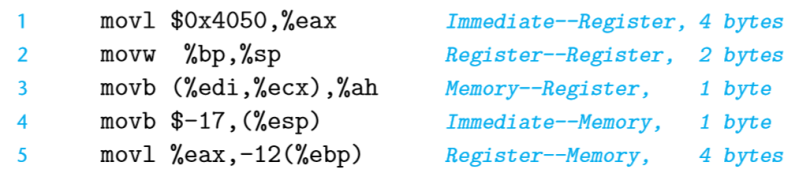 1 movl $0x4050,%eax Immediate--Register, 4 bytes
2 movw %bp,%sp Register--Register, 2 bytes
3 movb (%edi,%ecx),%ah Memory--Register, 1 byte
4 movb $-17,(%esp) Immediate--Memory, 1 byte
5 movl %eax,-12(%ebp) Register--Memory, 4 bytes